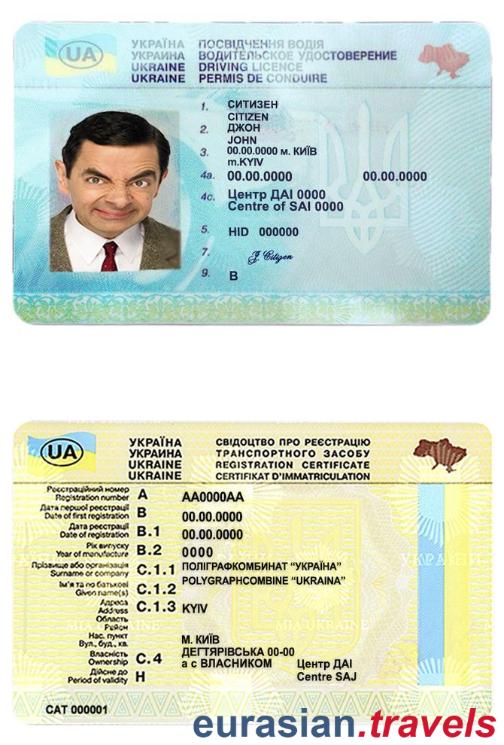 UA
УКРАЇНА ПОСВІДЧЕННЯ ВОДІЯ
УКРАИНА ВОДИТЕЛЬСКОЕ УДОСТОВЕРЕНИЕ
UKRAINE DRIVING LICENCE
UKRAINE PERMIS DE CONDUIRE
1. СИТИЗЕН
CITIZEN
2. ДЖОН
JOHN
3. 00.00.0000 м. КИЇВ
m.KYIV
4a. 00.00.0000 00.00.0000
4c. Центр ДАІ 0000
Centre of SAI 0000
5. HID 000000
7. J. Citizen
9. B
UA
УКРАЇНА СВІДОЦТВО ПРО РЕЄСТРАЦІЮ
УКРАИНА ТРАНСПОРТНОГО ЗАСОБУ
UKRAINE REGISTRATION CERTIFICATE
UKRAINE CERTIFIKAT D'IMMATRICULATION
Реєстраційний номер
Registration number A AA0000AA
Дата першої реєстрації
Date of first registration B 00.00.0000
Дата реєстрації
Date of registration B.1 00.00.0000
Рік випуску
Year of manufacture B.2 0000
Прізвище або організація C.1.1 ПОЛІГРАФКОМБИНАТ "УКРАЇНА"
Surname or company
Ім'я та по батькові C.1.2 POLYGRAPHCOMBINE "UKRAINA"
Given name(s)
Адреса
Address C.1.3 KYIV
Область
Район
Нас. пункт М. КИЇВ
Вул., буд., кв. ДЕГТЯРІВСЬКА 00-00
Власність
Ownership C.4 а є ВЛАСНИКОМ Центр ДАІ
Дійсне до
Period of validity H Centre SAJ
MIA UKRAINE
CAT 000001
eurasian.travels